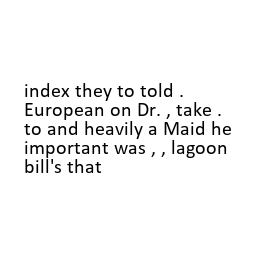 index they to told .
European on Dr. , take .
to and heavily a Maid he
important was , , lagoon
bill's that